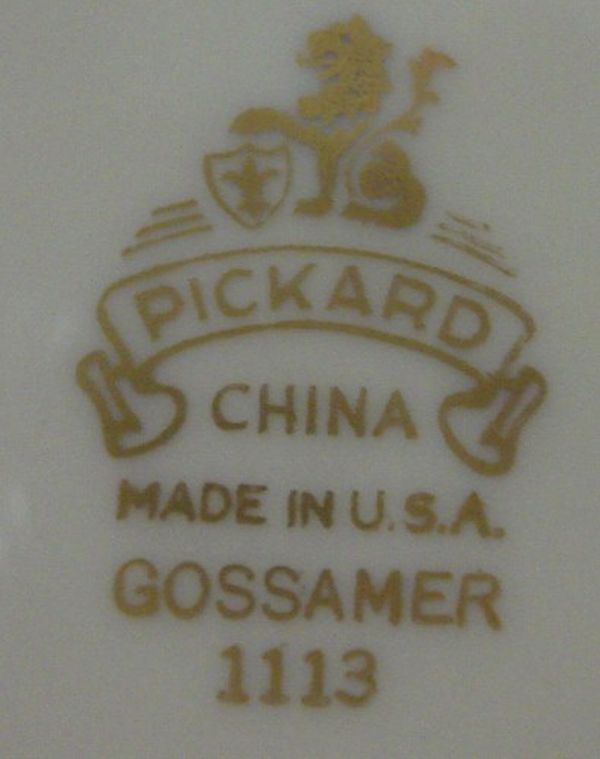 PICKARD
CHINA
MADE IN U.S.A.
GOSSAMER
1113